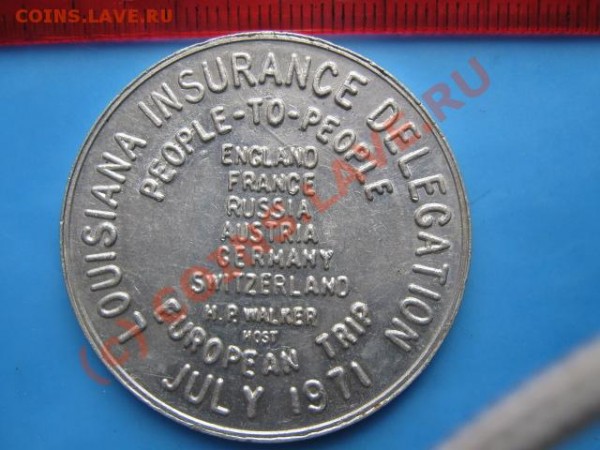 COINS.LAVE.RU
LOUISIANA INSURANCE DELEGATION
PEOPLE-TO-PEOPLE
ENGLAND
FRANCE
RUSSIA
AUSTRIA
GERMANY
SWITZERLAND
H.P. WALKER
HOST
EUROPEAN TRIP
JULY 1971
(c) COINS.LAVE.RU